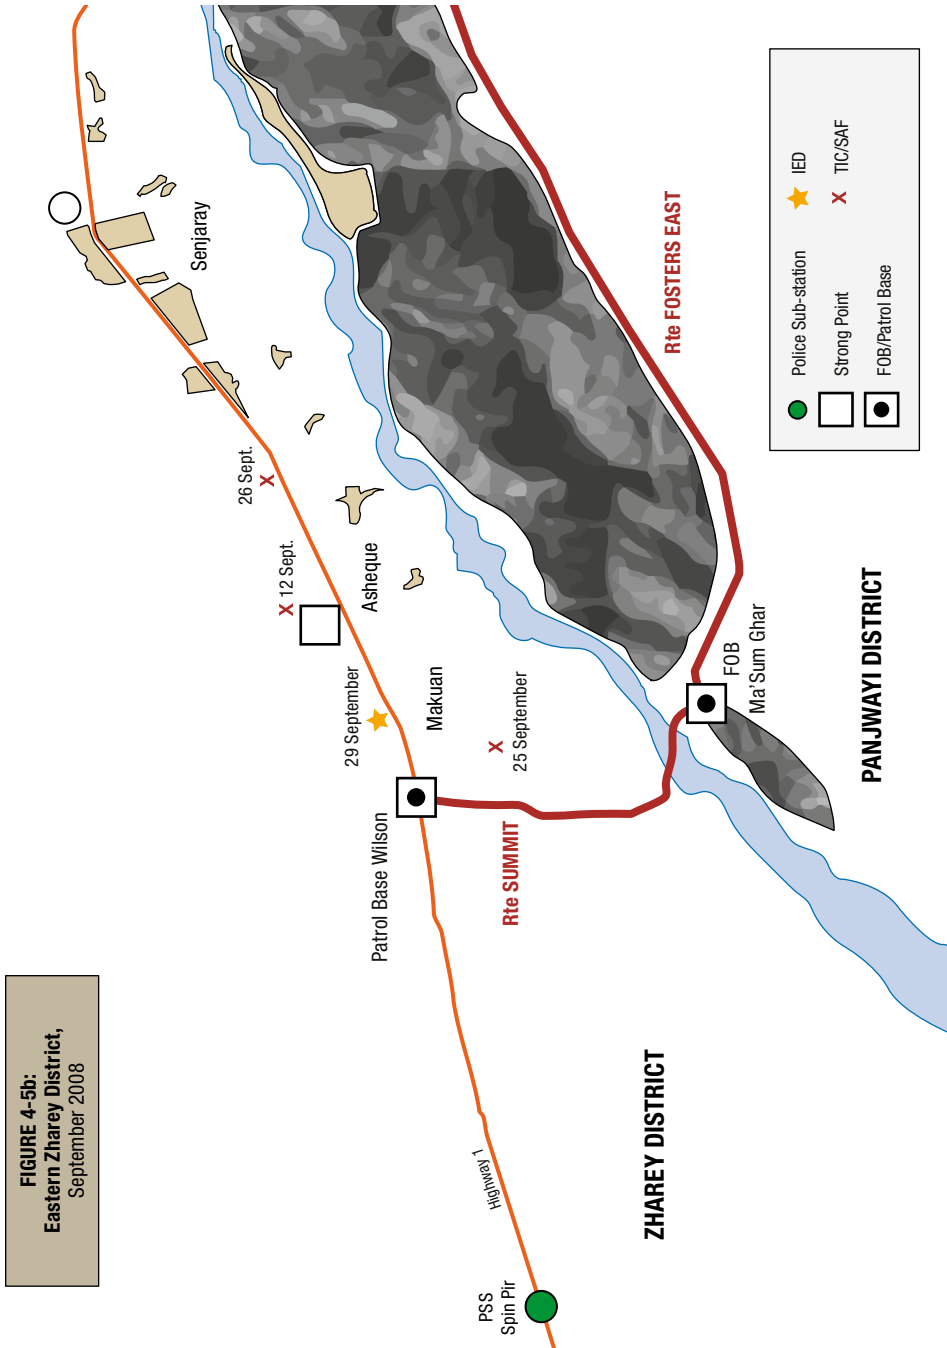 FIGURE 4-5b:
Eastern Zharey District,
September 2008
PSS
Spin Pir
Highway 1
ZHAREY DISTRICT
Patrol Base Wilson
Rte SUMMIT
29 September
Makuan
X
25 September
X 12 Sept.
Asheque
26 Sept.
X
Senjaray
FOB
Ma'Sum Ghar
PANJWAYI DISTRICT
Rte FOSTERS EAST
Police Sub-station
Strong Point
FOB/Patrol Base
IED
X TIC/SAF